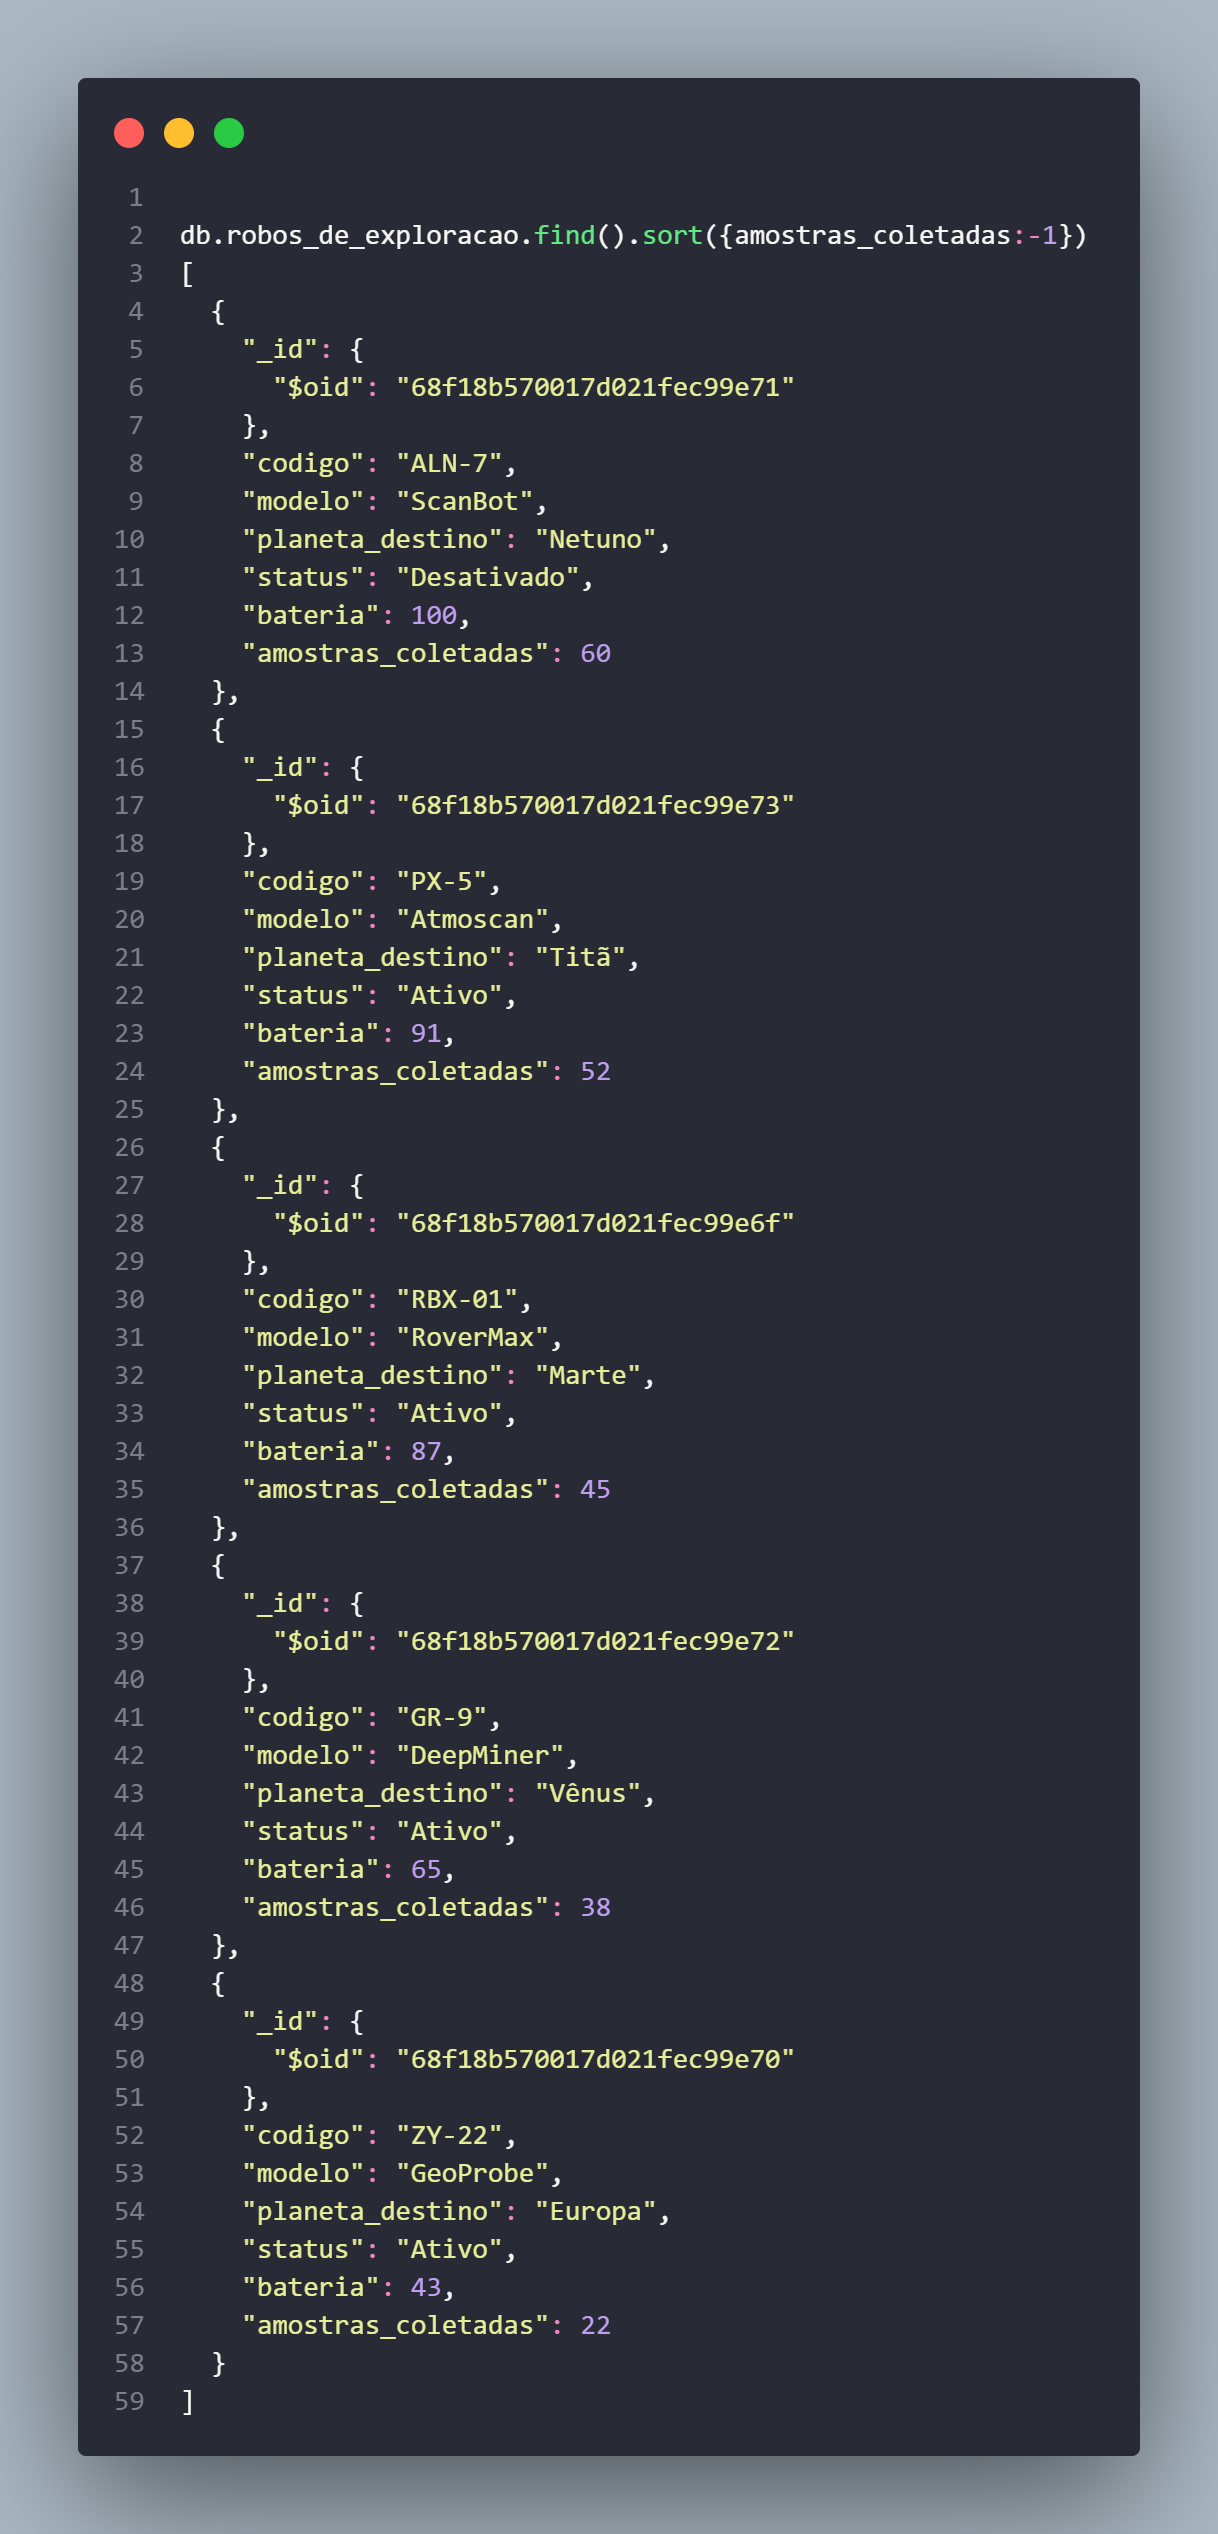 1
2 db.robos_de_exploracao.find().sort({amostras_coletadas:-1})
3 [
4   {
5     "_id": {
6       "$oid": "68f18b570017d021fec99e71"
7     },
8     "codigo": "ALN-7",
9     "modelo": "ScanBot",
10     "planeta_destino": "Netuno",
11     "status": "Desativado",
12     "bateria": 100,
13     "amostras_coletadas": 60
14   },
15   {
16     "_id": {
17       "$oid": "68f18b570017d021fec99e73"
18     },
19     "codigo": "PX-5",
20     "modelo": "Atmoscan",
21     "planeta_destino": "Titã",
22     "status": "Ativo",
23     "bateria": 91,
24     "amostras_coletadas": 52
25   },
26   {
27     "_id": {
28       "$oid": "68f18b570017d021fec99e6f"
29     },
30     "codigo": "RBX-01",
31     "modelo": "RoverMax",
32     "planeta_destino": "Marte",
33     "status": "Ativo",
34     "bateria": 87,
35     "amostras_coletadas": 45
36   },
37   {
38     "_id": {
39       "$oid": "68f18b570017d021fec99e72"
40     },
41     "codigo": "GR-9",
42     "modelo": "DeepMiner",
43     "planeta_destino": "Vênus",
44     "status": "Ativo",
45     "bateria": 65,
46     "amostras_coletadas": 38
47   },
48   {
49     "_id": {
50       "$oid": "68f18b570017d021fec99e70"
51     },
52     "codigo": "ZY-22",
53     "modelo": "GeoProbe",
54     "planeta_destino": "Europa",
55     "status": "Ativo",
56     "bateria": 43,
57     "amostras_coletadas": 22
58   }
59 ]